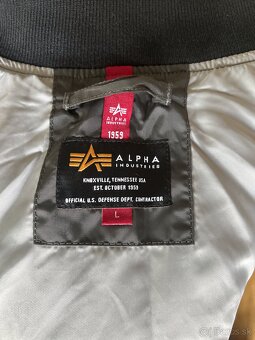 ALPHA
INDUSTRIES
1959
ALPHA
INDUSTRIES
KNOXVILLE, TENNESSEE USA
EST. OCTOBER 1959
OFFICIAL U.S. DEFENSE DEPT. CONTRACTOR
L